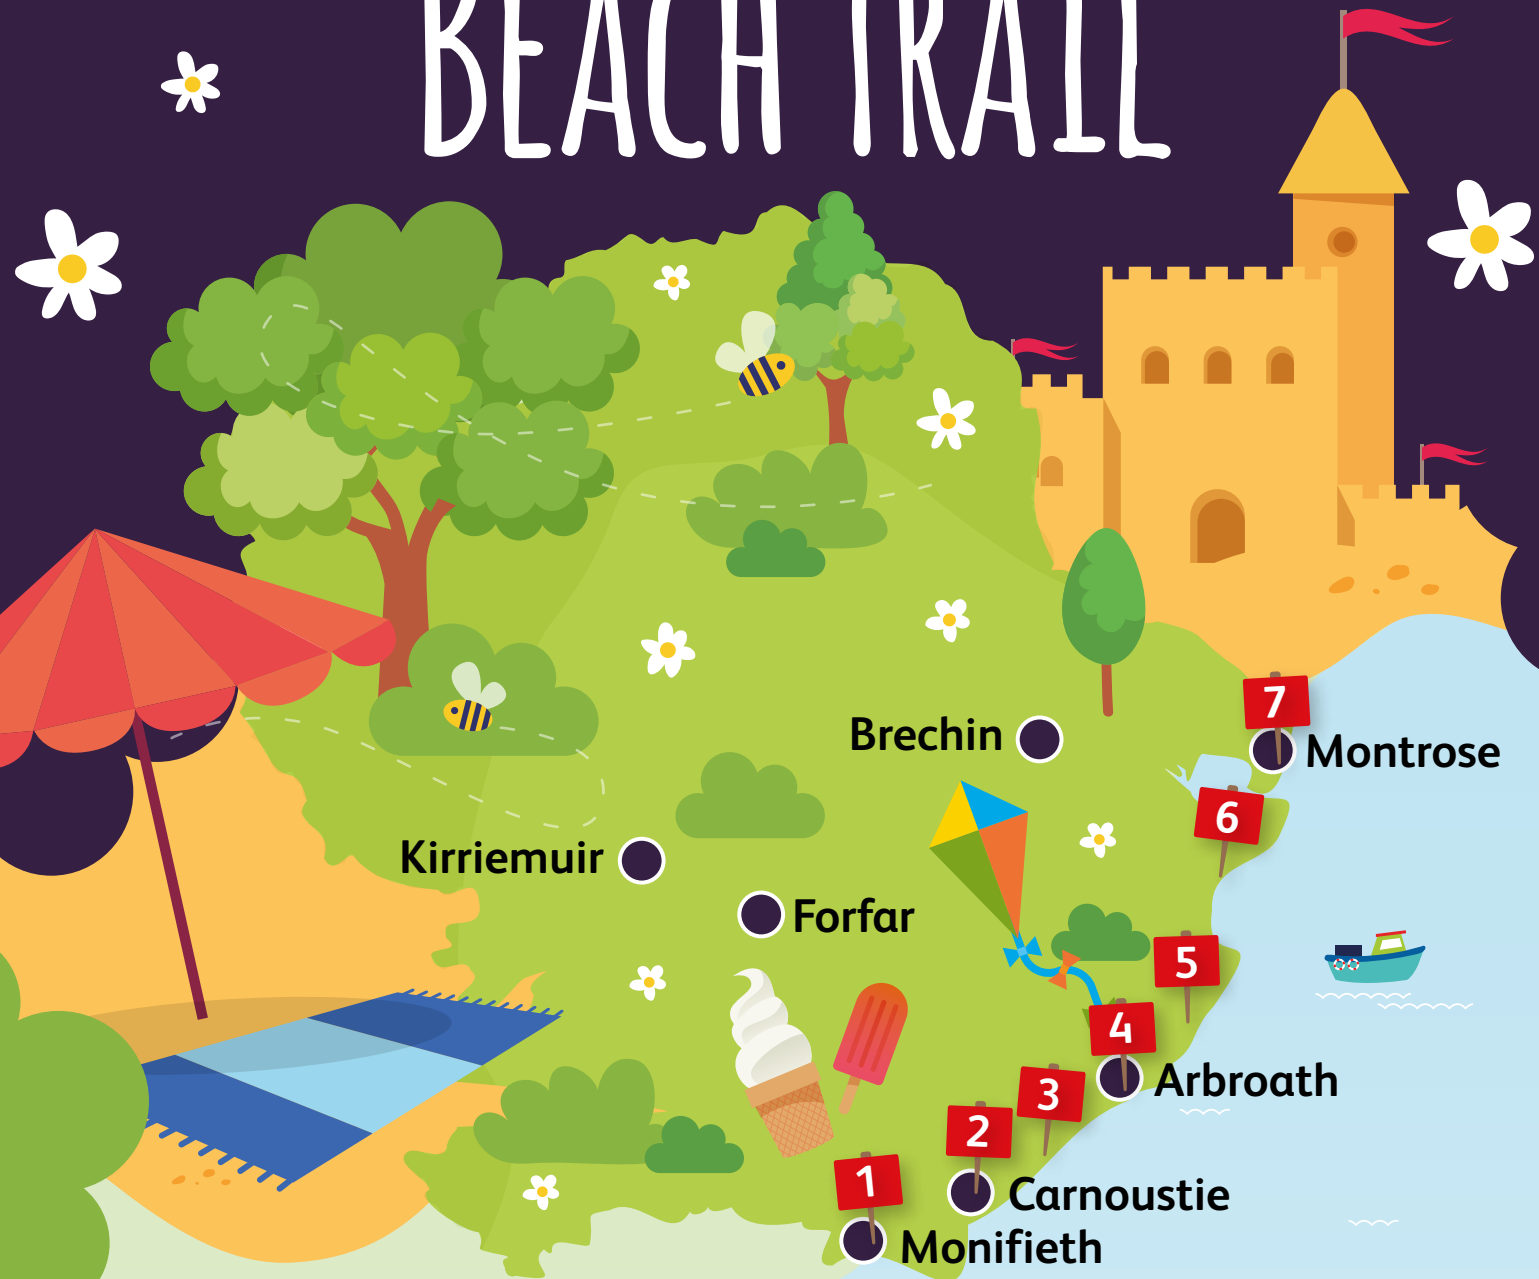 BEACH TRAIL
7
Brechin
Montrose
6
Kirriemuir
Forfar
5
4
Arbroath
3
2
1
Carnoustie
Monifieth